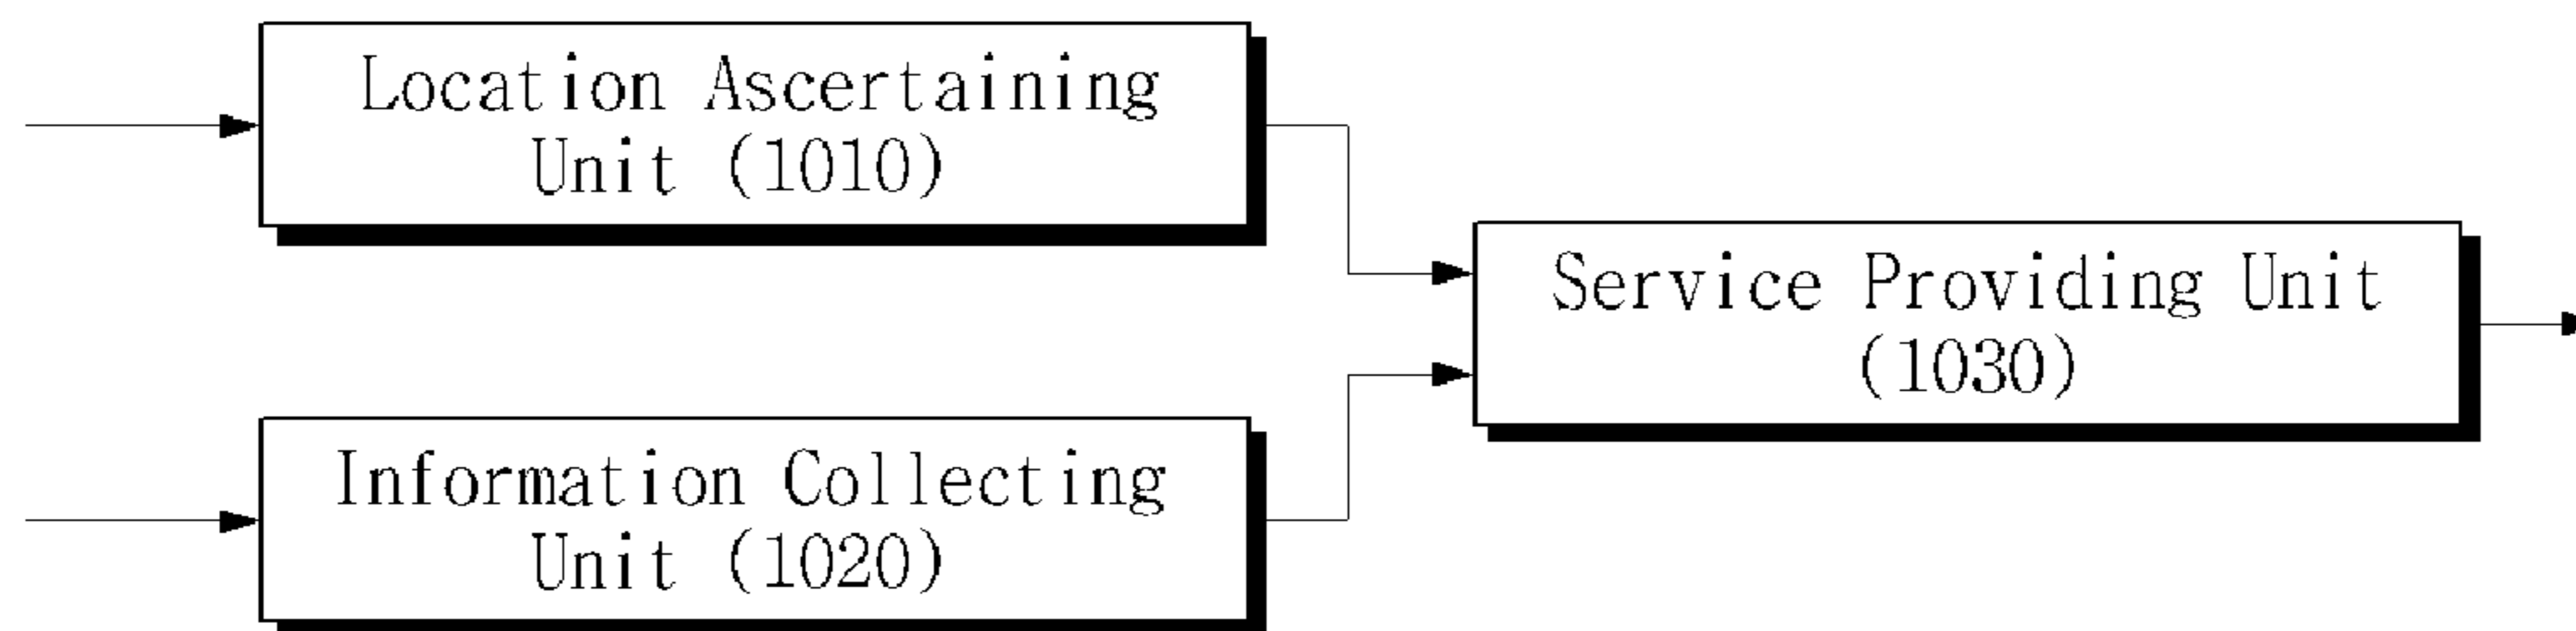 Location Ascertaining
Unit (1010)
Information Collecting
Unit (1020)
Service Providing Unit
(1030)